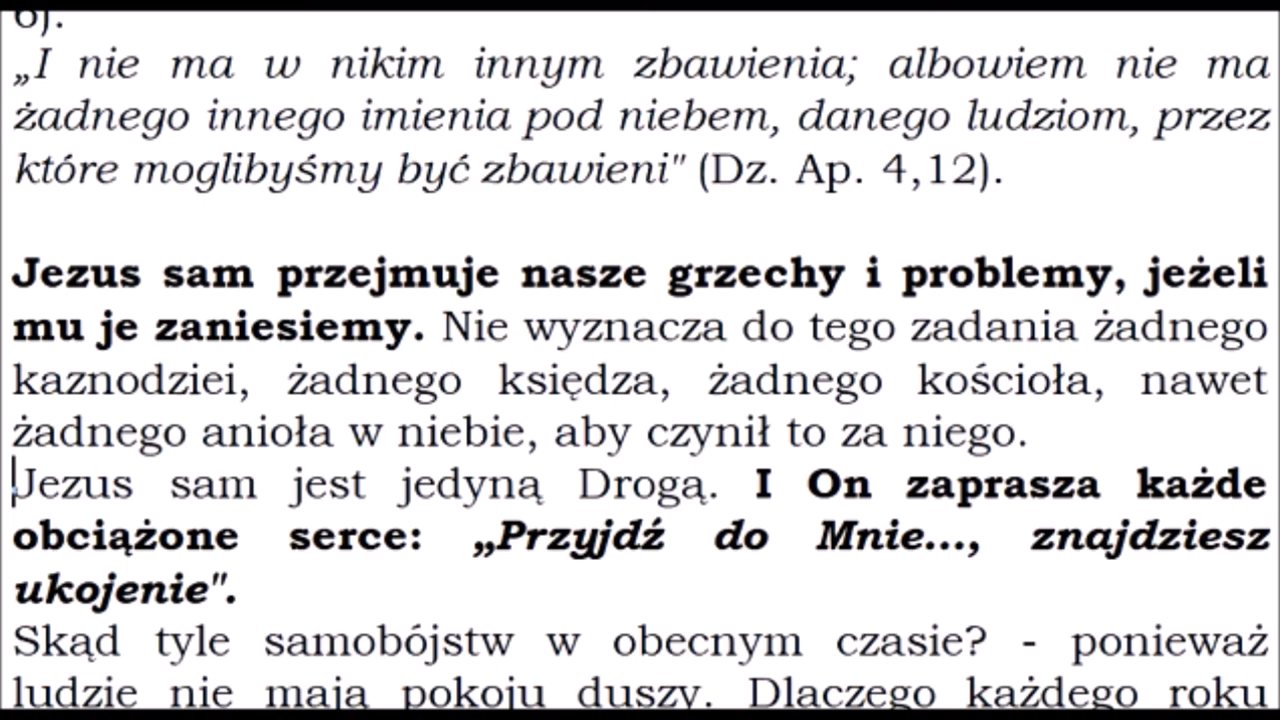 6).
„I nie ma w nikim innym zbawienia; albowiem nie ma
żadnego innego imienia pod niebem, danego ludziom, przez
które moglibyśmy być zbawieni" (Dz. Ap. 4,12).
Jezus sam przejmuje nasze grzechy i problemy, jeżeli
mu je zaniesiemy. Nie wyznacza do tego zadania żadnego
kaznodziei, żadnego księdza, żadnego kościoła, nawet
żadnego anioła w niebie, aby czynił to za niego.
Jezus sam jest jedyną Drogą. I On zaprasza każde
obciążone serce: „Przyjdź do Mnie..., znajdziesz
ukojenie".
Skąd tyle samobójstw w obecnym czasie? - ponieważ
ludzie nie mają pokoju duszy. Dlaczego każdego roku